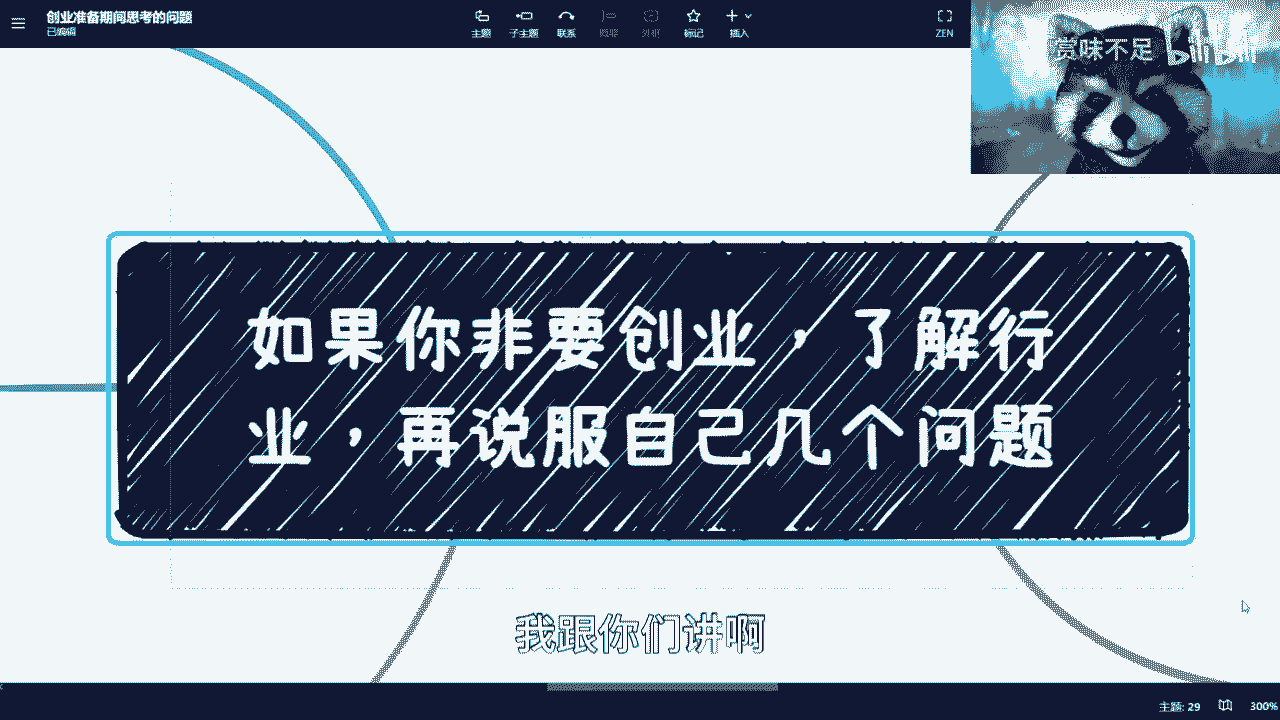 创业准备期间思考的问题
已编辑
主题
子主题
联系
概要
外框
标记
插入
ZEN
赏味不足 bilibili
如果你非要创业，了解行
业，再说服自己几个问题
我跟你们讲啊
主题: 29
300%